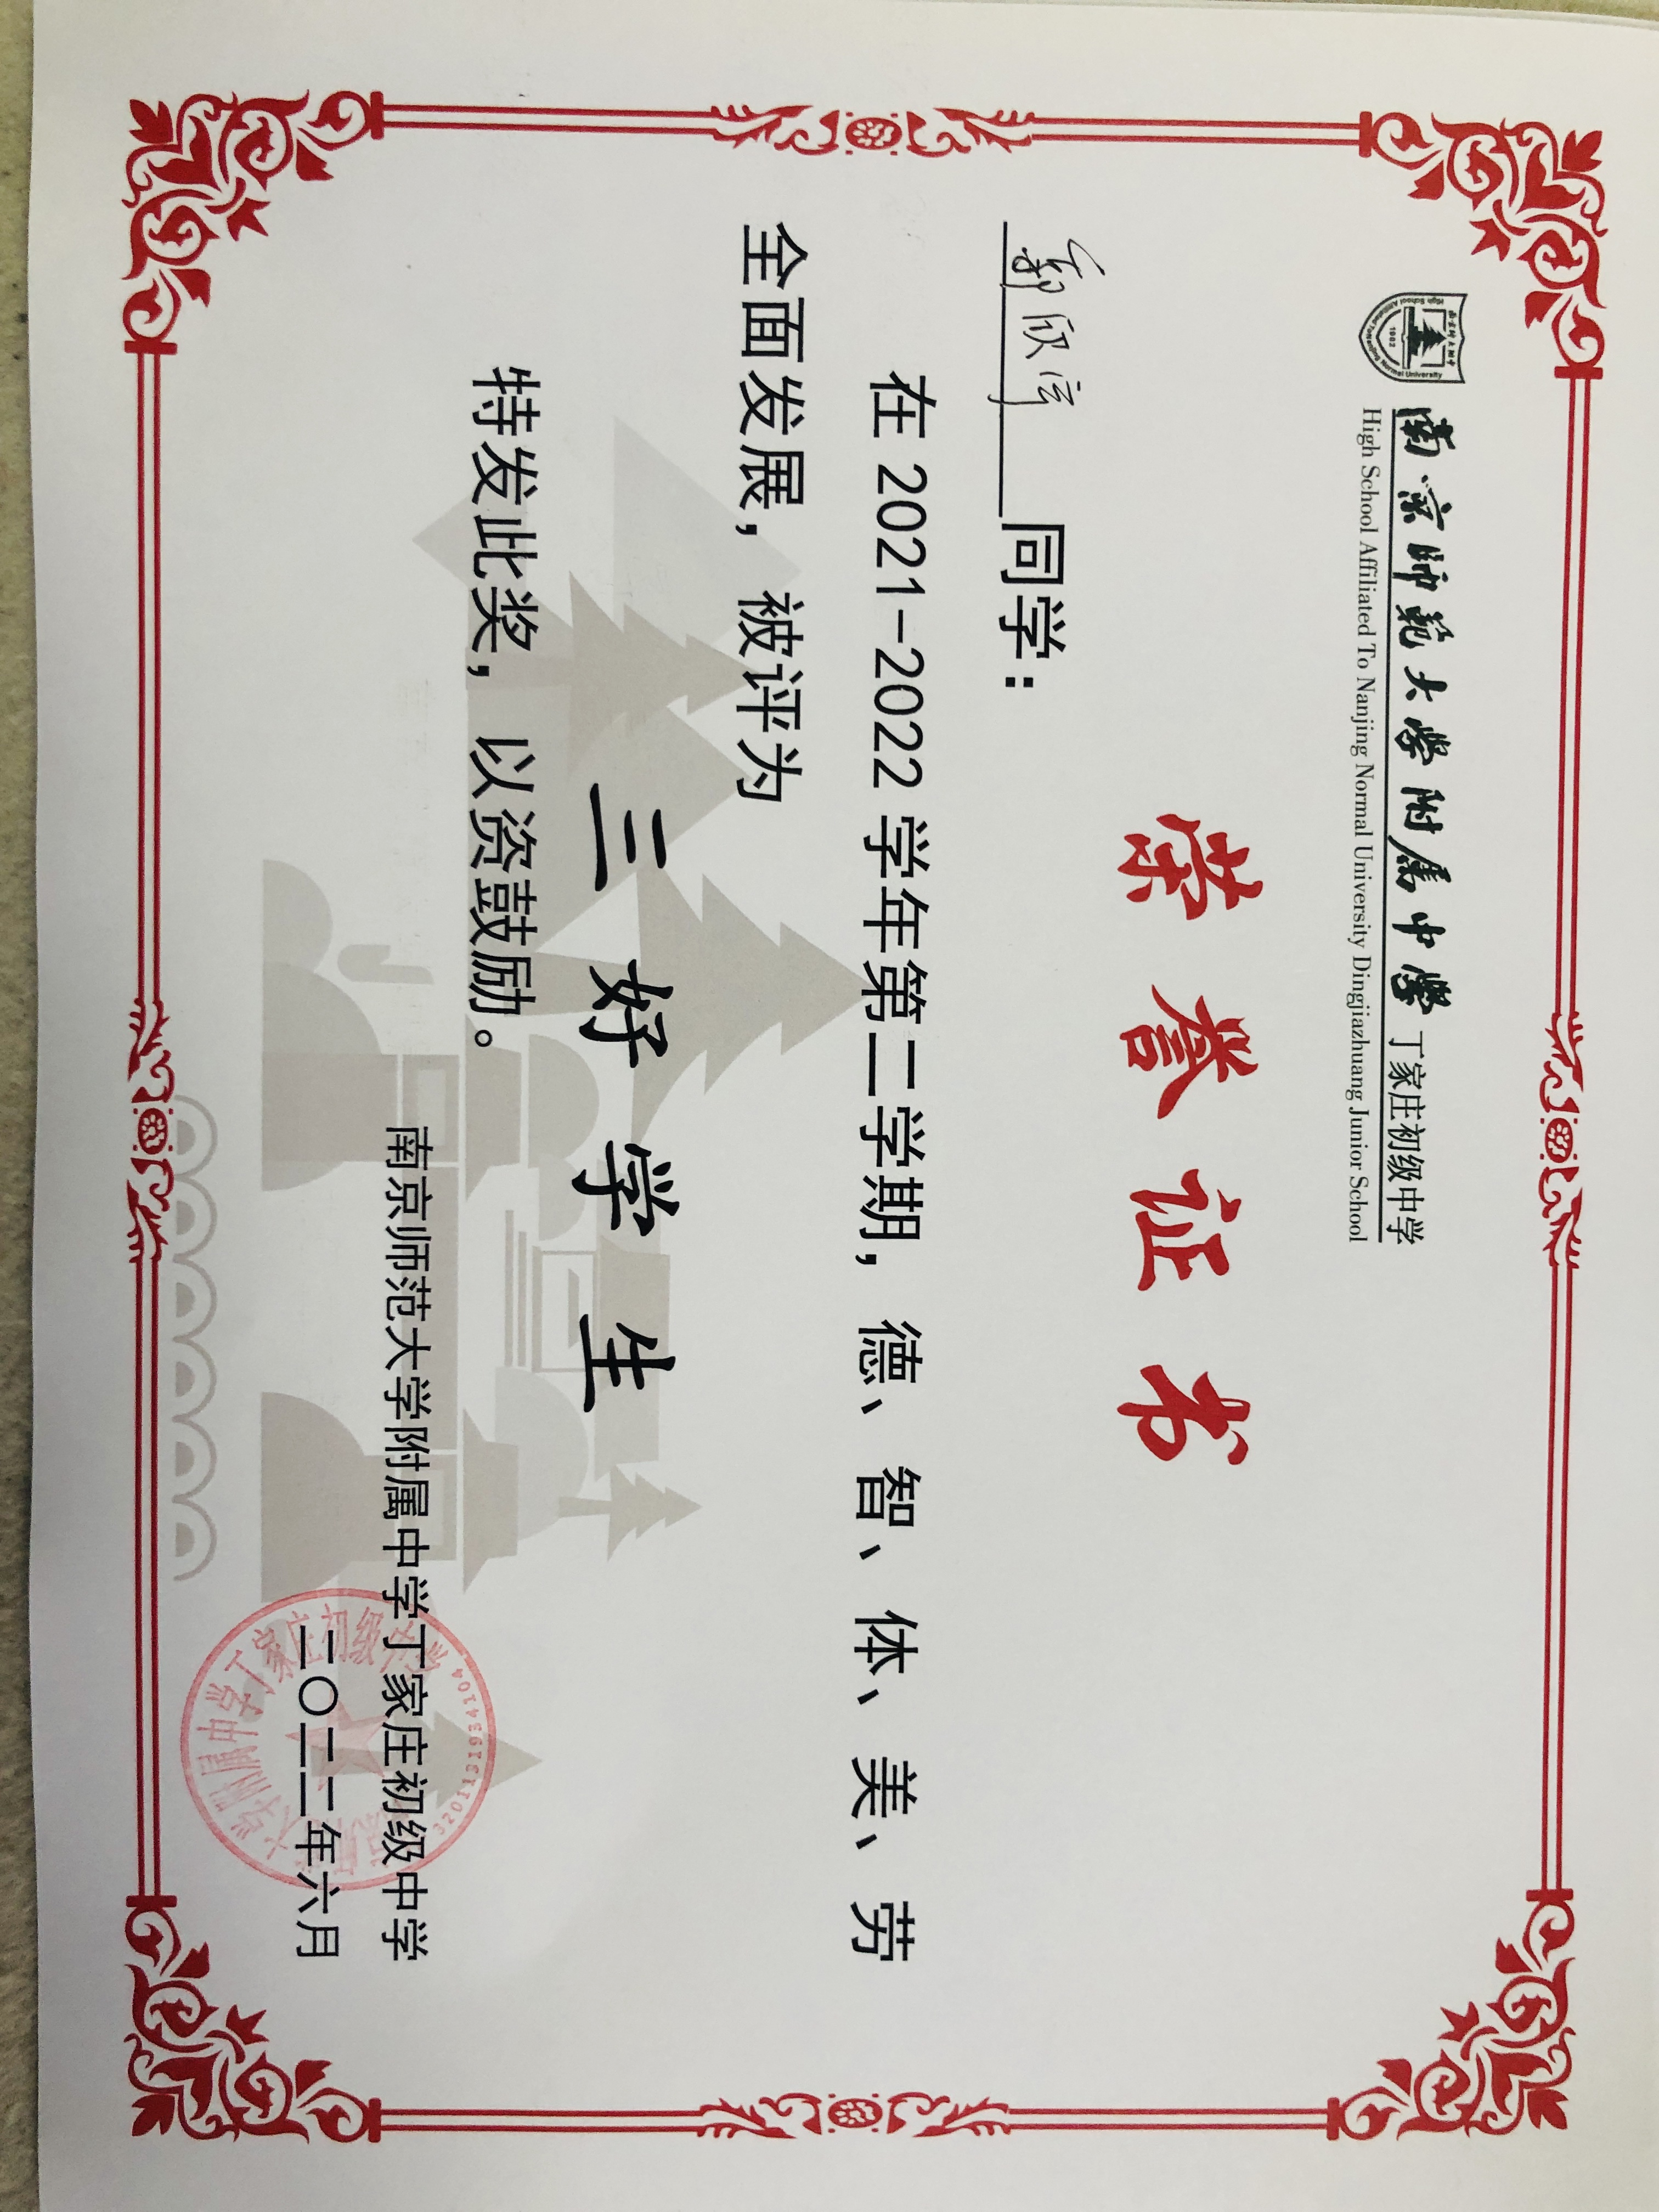 南京师范大学附属中学丁家庄初级中学
High School Affiliated To Nanjing Normal University Dingjiazhuang Junior School
荣誉证书
郭欣淳同学：
在 2021-2022 学年第二学期，德、智、体、美、劳
全面发展，被评为
三好学生
特发此奖，以资鼓励。
南京师范大学附属中学丁家庄初级中学
二〇二二年六月